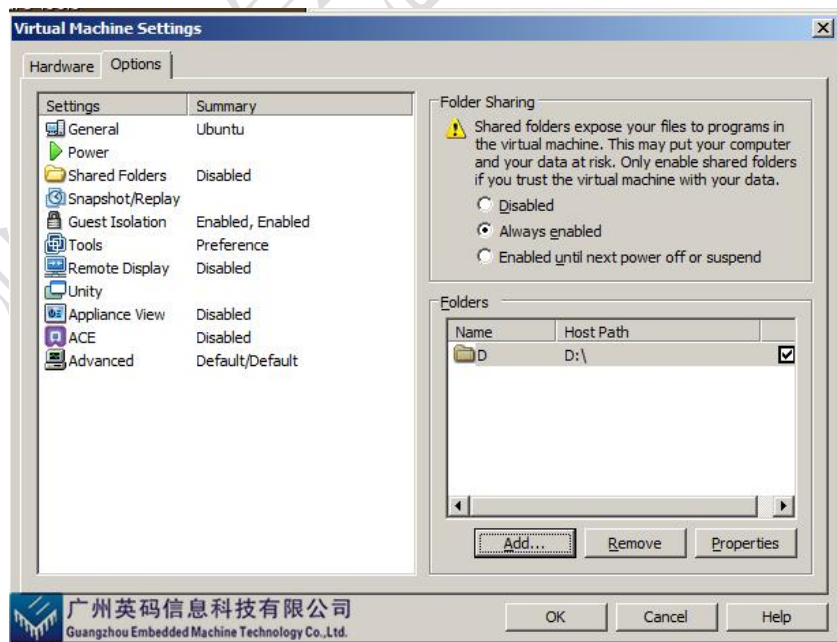 Virtual Machine Settings
Hardware Options
Settings Summary
General Ubuntu
Power
Shared Folders Disabled
Snapshot/Replay
Guest Isolation Enabled, Enabled
Tools Preference
Remote Display Disabled
Unity
Appliance View Disabled
ACE Disabled
Advanced Default/Default
Folder Sharing
Shared folders expose your files to programs in
the virtual machine. This may put your computer
and your data at risk. Only enable shared folders
if you trust the virtual machine with your data.
Disabled
Always enabled
Enabled until next power off or suspend
Folders
Name Host Path
D D:\
Add... Remove Properties
广州英码信息科技有限公司
Guangzhou Embedded Machine Technology Co.,Ltd.
OK Cancel Help